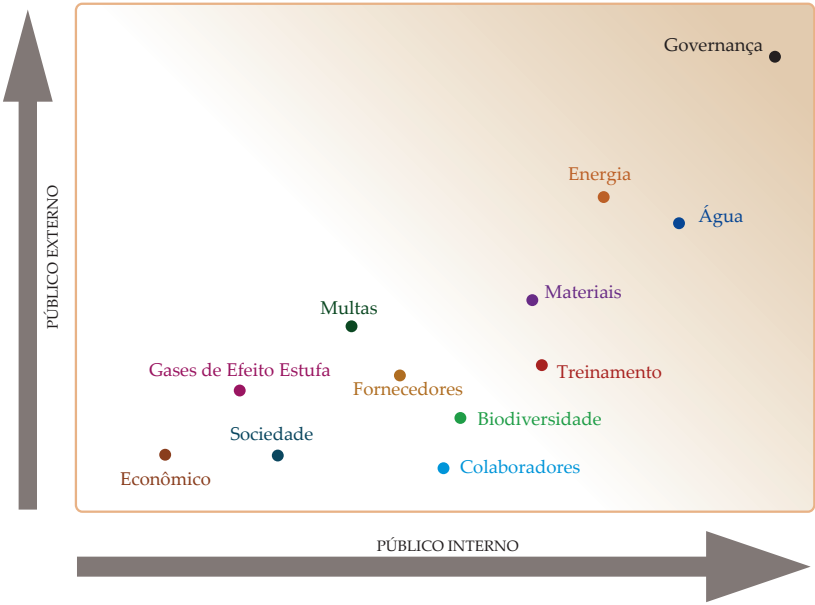 Governança
Energia
Água
PÚBLICO EXTERNO
Materiais
Multas
Gases de Efeito Estufa
Treinamento
Fornecedores
Biodiversidade
Sociedade
Colaboradores
Econômico
PÚBLICO INTERNO